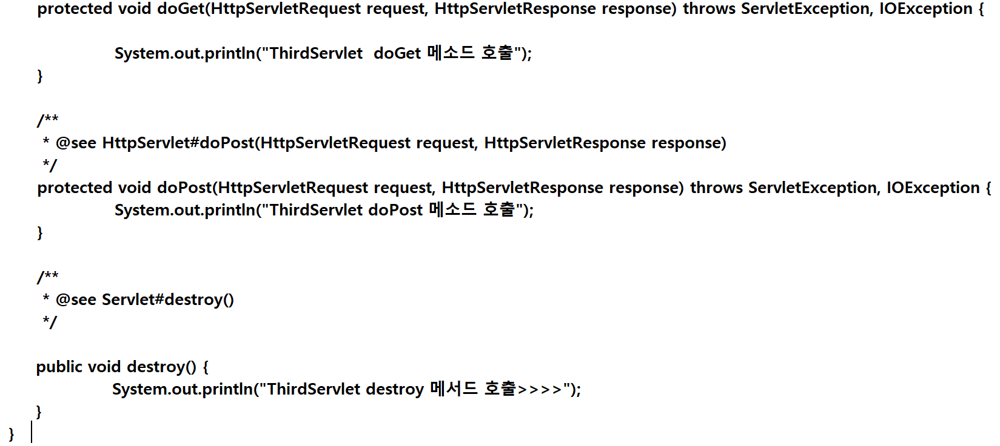 protected void doGet(HttpServletRequest request, HttpServletResponse response) throws ServletException, IOException {
System.out.println("ThirdServlet  doGet 메소드 호출");
}
/**
* @see HttpServlet#doPost(HttpServletRequest request, HttpServletResponse response)
*/
protected void doPost(HttpServletRequest request, HttpServletResponse response) throws ServletException, IOException {
System.out.println("ThirdServlet doPost 메소드 호출");
}
/**
* @see Servlet#destroy()
*/
public void destroy() {
System.out.println("ThirdServlet destroy 메서드 호출>>>>");
}
}